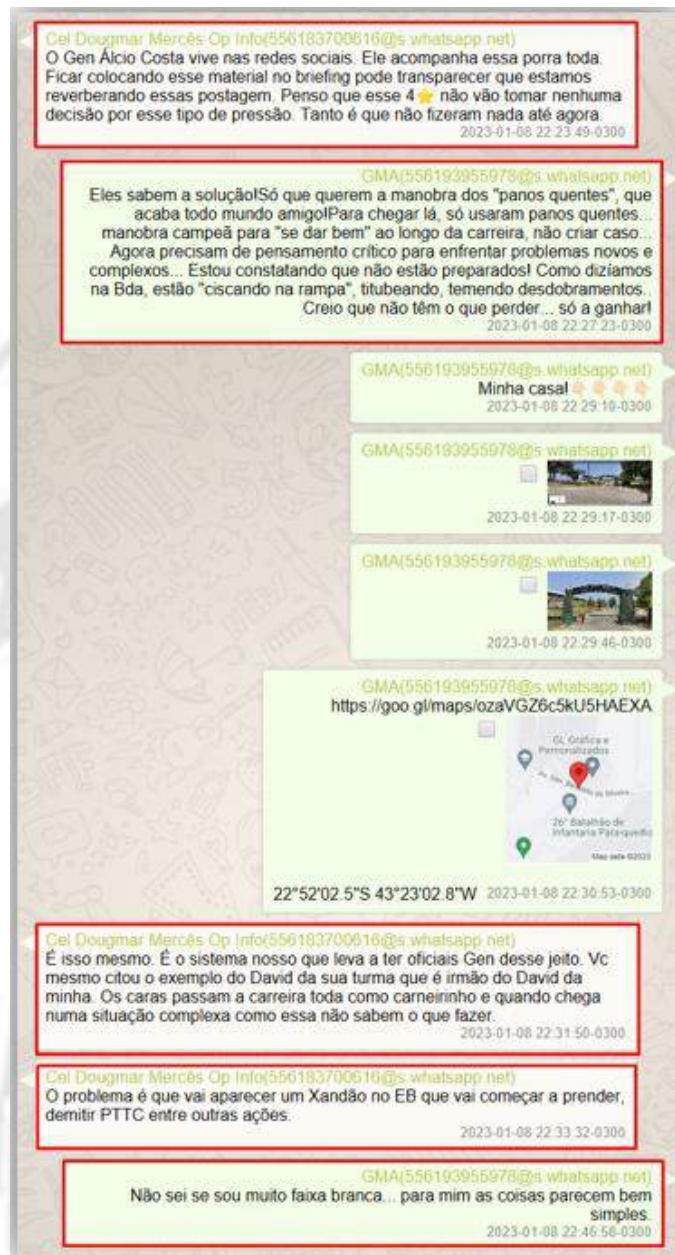 Cel Dougmar Mercês Op Info(556183700616@s.whatsapp.net)
O Gen Álcio Costa vive nas redes sociais. Ele acompanha essa porra toda.
Ficar colocando esse material no briefing pode transparecer que estamos
reverberando essas postagem. Penso que esse 4⭐ não vão tomar nenhuma
decisão por esse tipo de pressão. Tanto é que não fizeram nada até agora.
2023-01-08 22:23:49-0300
GMA(556193955978@s.whatsapp.net)
Eles sabem a solução!Só que querem a manobra dos "panos quentes", que
acaba todo mundo amigo!Para chegar lá, só usaram panos quentes...
manobra campeã para "se dar bem" ao longo da carreira, não criar caso...
Agora precisam de pensamento crítico para enfrentar problemas novos e
complexos... Estou constatando que não estão preparados! Como dizíamos
na Bda, estão "ciscando na rampa", titubeando, temendo desdobramentos..
Creio que não têm o que perder... só a ganhar!
2023-01-08 22:27:23-0300
GMA(556193955978@s.whatsapp.net)
Minha casa!👇🏻👇🏻👇🏻👇🏻
2023-01-08 22:29:10-0300
GMA(556193955978@s.whatsapp.net)
2023-01-08 22:29:17-0300
GMA(556193955978@s.whatsapp.net)
2023-01-08 22:29:46-0300
GMA(556193955978@s.whatsapp.net)
https://goo.gl/maps/ozaVGZ6c5kU5HAEXA
GL Gráfica e
Personalizados
26° Batalhão de
Infantaria Pára-quedis
Map data ©2023
22°52'02.5"S 43°23'02.8"W 2023-01-08 22:30:53-0300
Cel Dougmar Mercês Op Info(556183700616@s.whatsapp.net)
É isso mesmo. É o sistema nosso que leva a ter oficiais Gen desse jeito. Vc
mesmo citou o exemplo do David da sua turma que é irmão do David da
minha. Os caras passam a carreira toda como carneirinho e quando chega
numa situação complexa como essa não sabem o que fazer.
2023-01-08 22:31:50-0300
Cel Dougmar Mercês Op Info(556183700616@s.whatsapp.net)
O problema é que vai aparecer um Xandão no EB que vai começar a prender,
demitir PTTC entre outras ações.
2023-01-08 22:33:32-0300
GMA(556193955978@s.whatsapp.net)
Não sei se sou muito faixa branca... para mim as coisas parecem bem
simples.
2023-01-08 22:46:58-0300